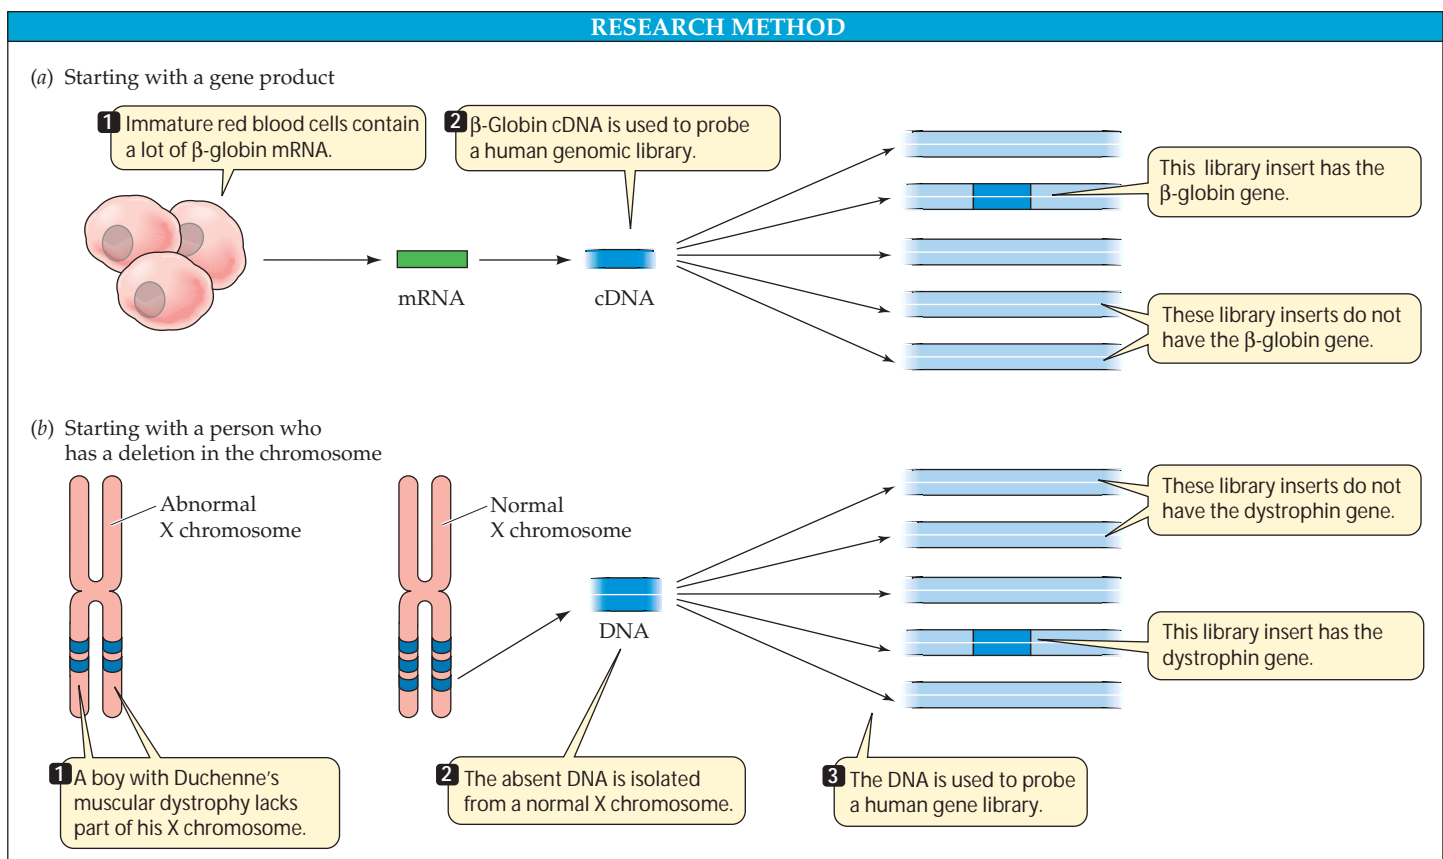 RESEARCH METHOD
(a) Starting with a gene product
1 Immature red blood cells contain
a lot of β-globin mRNA.
2 β-Globin cDNA is used to probe
a human genomic library.
This library insert has the
β-globin gene.
mRNA
cDNA
These library inserts do not
have the β-globin gene.
(b) Starting with a person who
has a deletion in the chromosome
Abnormal
X chromosome
Normal
X chromosome
These library inserts do not
have the dystrophin gene.
DNA
This library insert has the
dystrophin gene.
1 A boy with Duchenne’s
muscular dystrophy lacks
part of his X chromosome.
2 The absent DNA is isolated
from a normal X chromosome.
3 The DNA is used to probe
a human gene library.